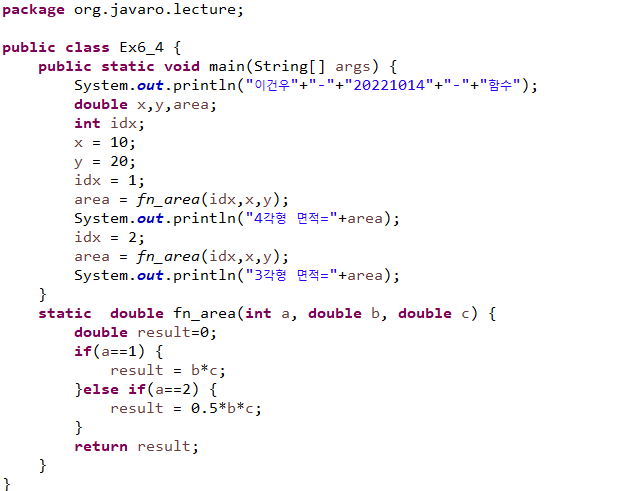 package org.javaro.lecture;

public class Ex6_4 {
    public static void main(String[] args) {
        System.out.println("이건우"+"-"+"20221014"+"-"+"함수");
        double x,y,area;
        int idx;
        x = 10;
        y = 20;
        idx = 1;
        area = fn_area(idx,x,y);
        System.out.println("4각형 면적="+area);
        idx = 2;
        area = fn_area(idx,x,y);
        System.out.println("3각형 면적="+area);
    }
    static  double fn_area(int a, double b, double c) {
        double result=0;
        if(a==1) {
            result = b*c;
        }else if(a==2) {
            result = 0.5*b*c;
        }
        return result;
    }
}